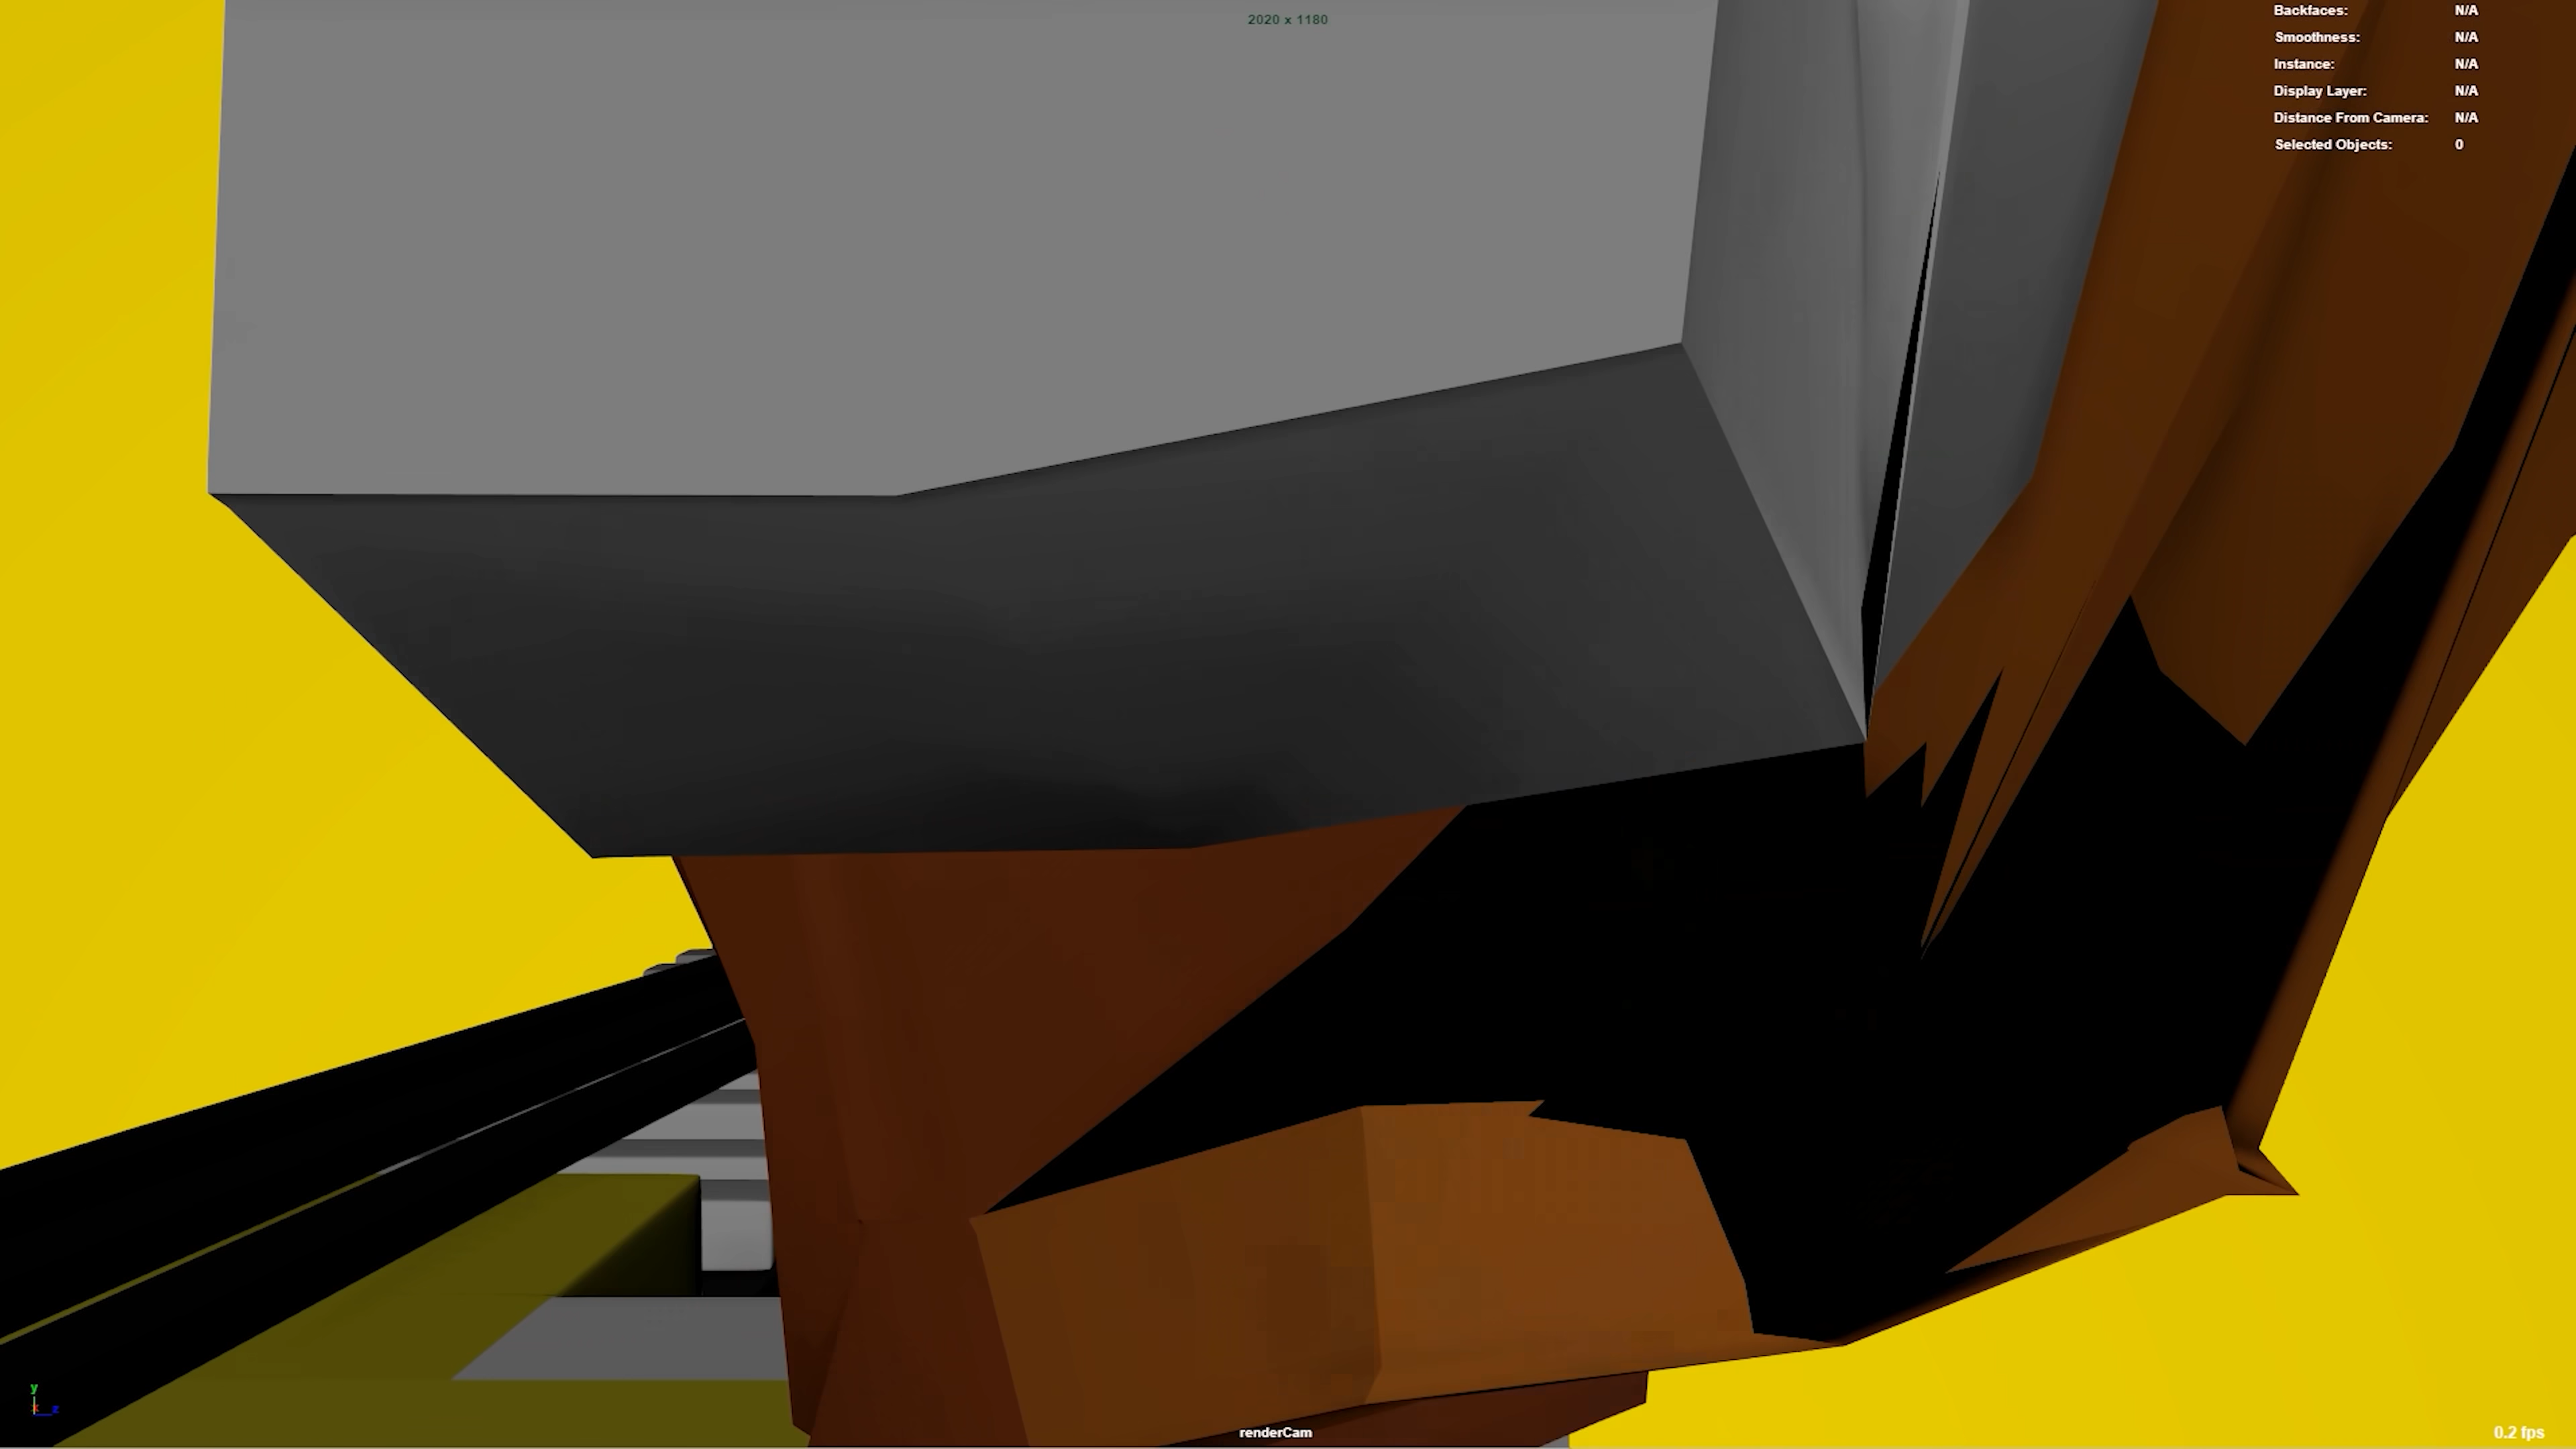 2020 x 1180
Backfaces: N/A
Smoothness: N/A
Instance: N/A
Display Layer: N/A
Distance From Camera: N/A
Selected Objects: 0
y
x z
renderCam
0.2 fps